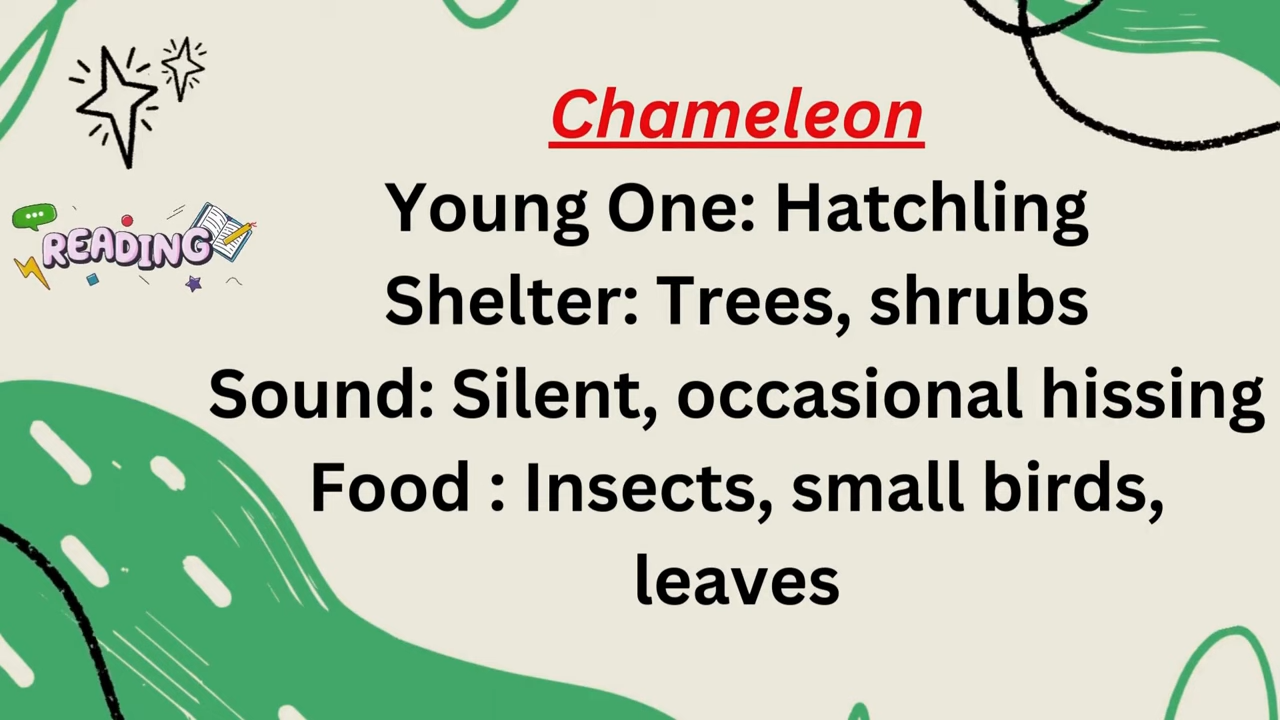 Chameleon
READING
Young One: Hatchling
Shelter: Trees, shrubs
Sound: Silent, occasional hissing
Food : Insects, small birds,
leaves